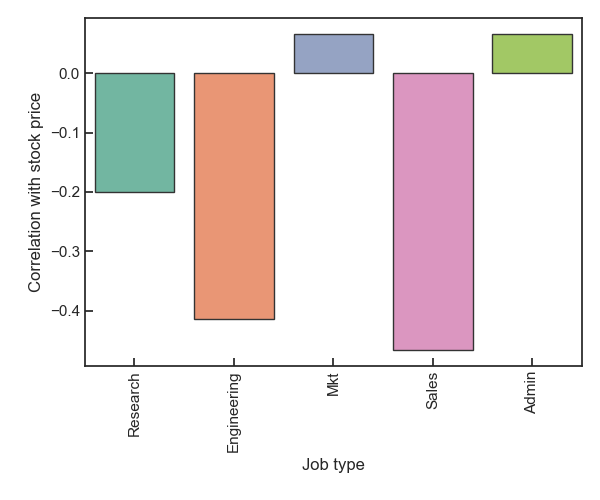 Correlation with stock price
0.0
−0.1
−0.2
−0.3
−0.4
Research
Engineering
Mkt
Sales
Admin
Job type